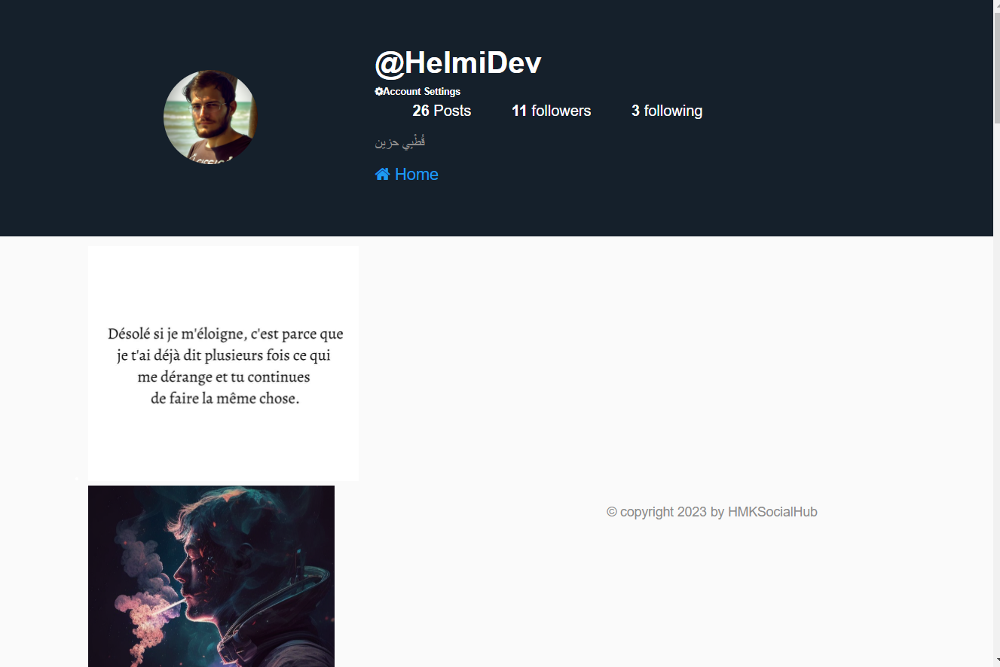 @HelmiDev
Account Settings
26 Posts 11 followers 3 following
قُطْبِي حزين
Home
Désolé si je m'éloigne, c'est parce que
je t'ai déjà dit plusieurs fois ce qui
me dérange et tu continues
de faire la même chose.
© copyright 2023 by HMKSocialHub